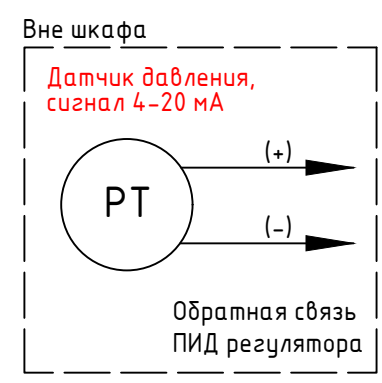 Вне шкафа
Датчик давления,
сигнал 4-20 мА
PT
(+)
(-)
Обратная связь
ПИД регулятора